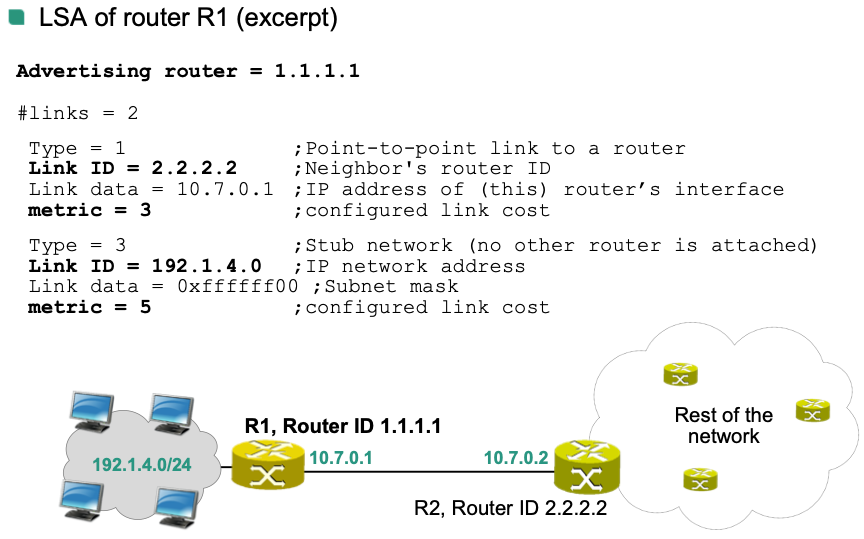 LSA of router R1 (excerpt)
Advertising router = 1.1.1.1
#links = 2
Type = 1 ;Point-to-point link to a router
Link ID = 2.2.2.2 ;Neighbor's router ID
Link data = 10.7.0.1 ;IP address of (this) router’s interface
metric = 3 ;configured link cost
Type = 3 ;Stub network (no other router is attached)
Link ID = 192.1.4.0 ;IP network address
Link data = 0xffffff00 ;Subnet mask
metric = 5 ;configured link cost
R1, Router ID 1.1.1.1
192.1.4.0/24
10.7.0.1
10.7.0.2
R2, Router ID 2.2.2.2
Rest of the
network